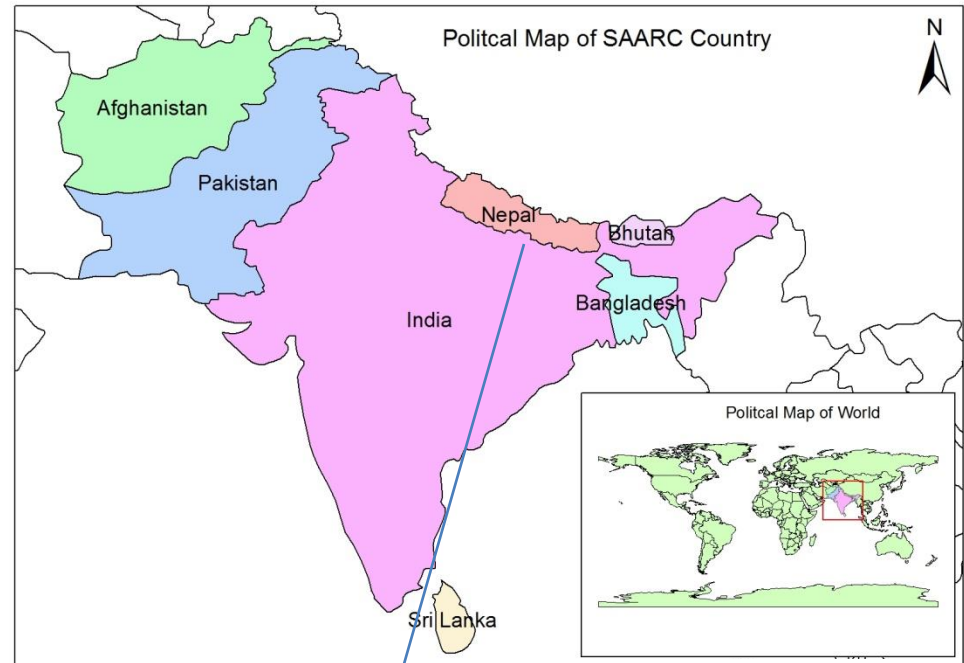 Politcal Map of SAARC Country
N
Afghanistan
Pakistan
Nepal
Bhutan
Bangladesh
India
Politcal Map of World
Sri Lanka